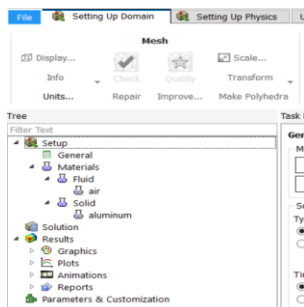 File Setting Up Domain Setting Up Physics
Mesh
Display... Scale...
Info Check Quality Transform
Units... Repair Improve... Make Polyhedra
Tree Task
Filter Text
Setup
General
Materials
Fluid
air
Solid
aluminum
Solution
Results
Graphics
Plots
Animations
Reports
Parameters & Customization